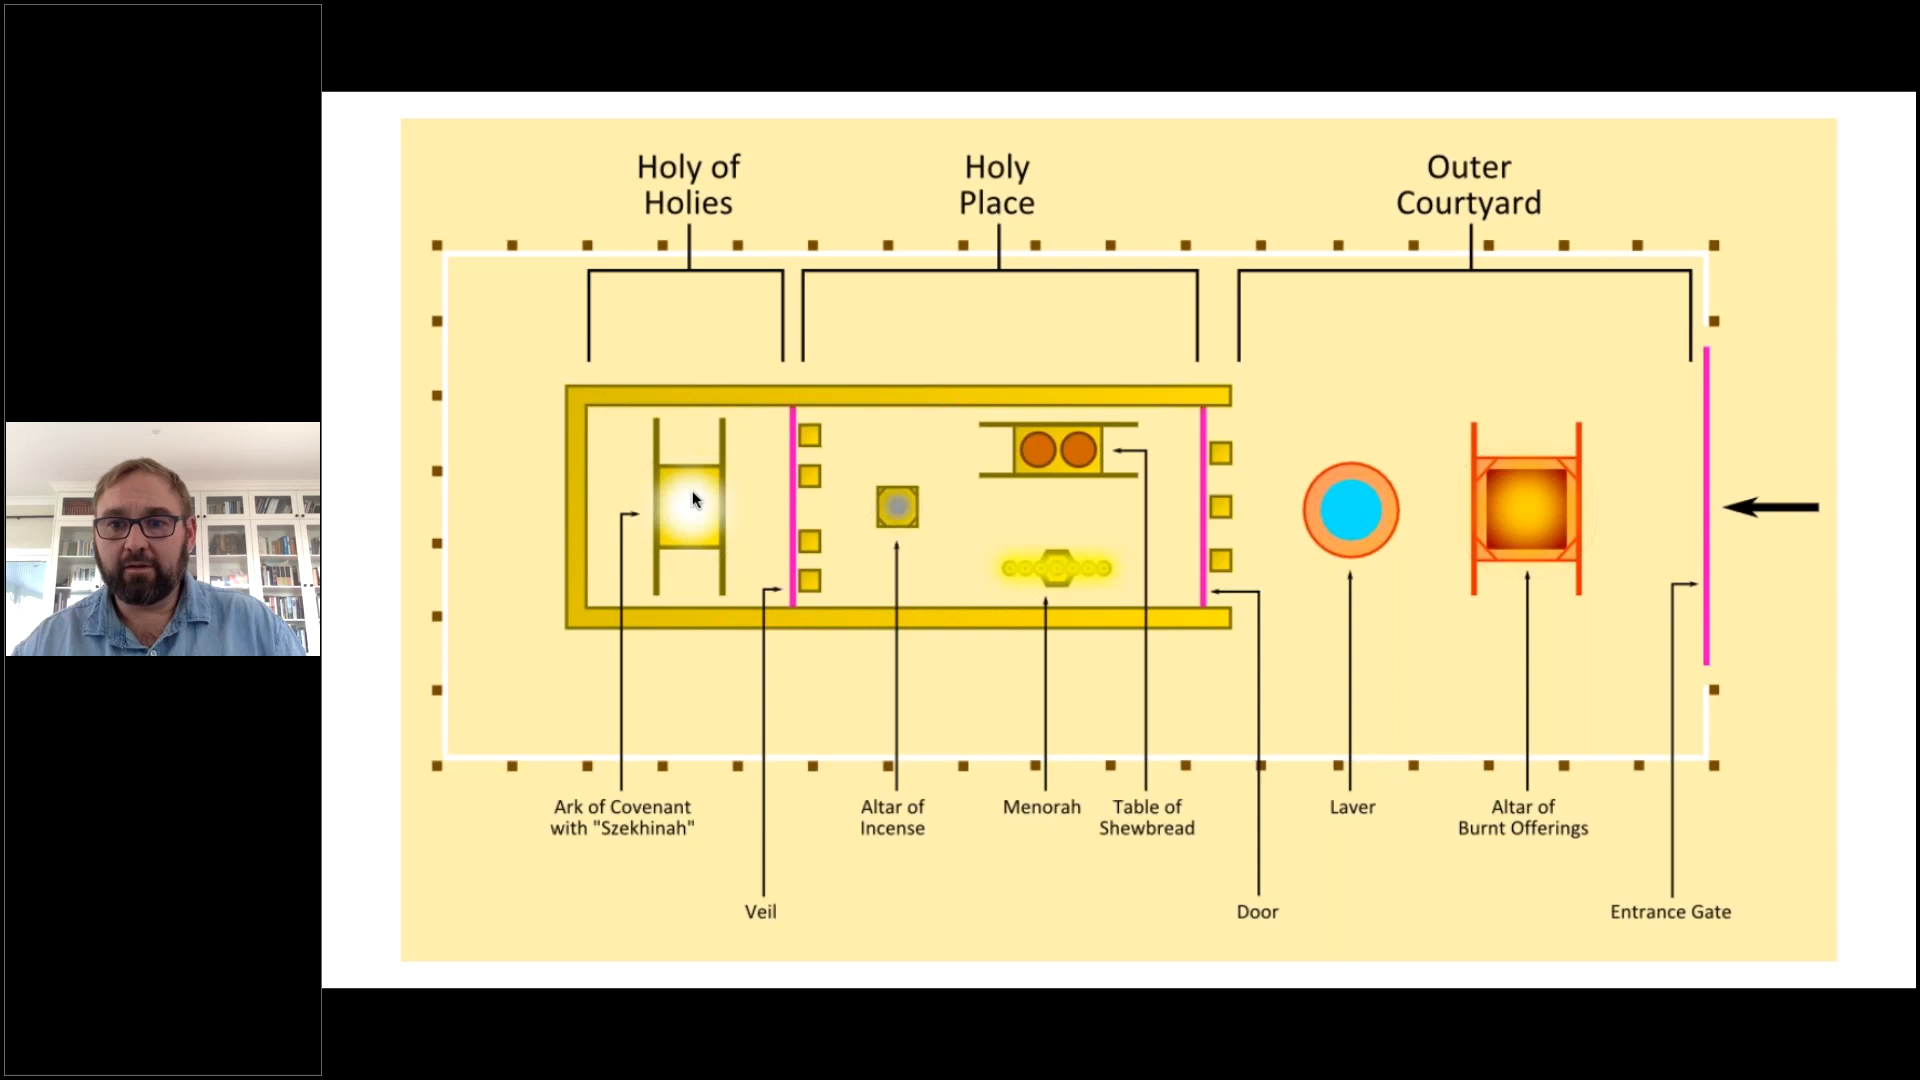 Holy of
Holies
Holy
Place
Outer
Courtyard
Ark of Covenant
with "Szekhinah"
Altar of
Incense
Menorah
Table of
Shewbread
Laver
Altar of
Burnt Offerings
Veil
Door
Entrance Gate